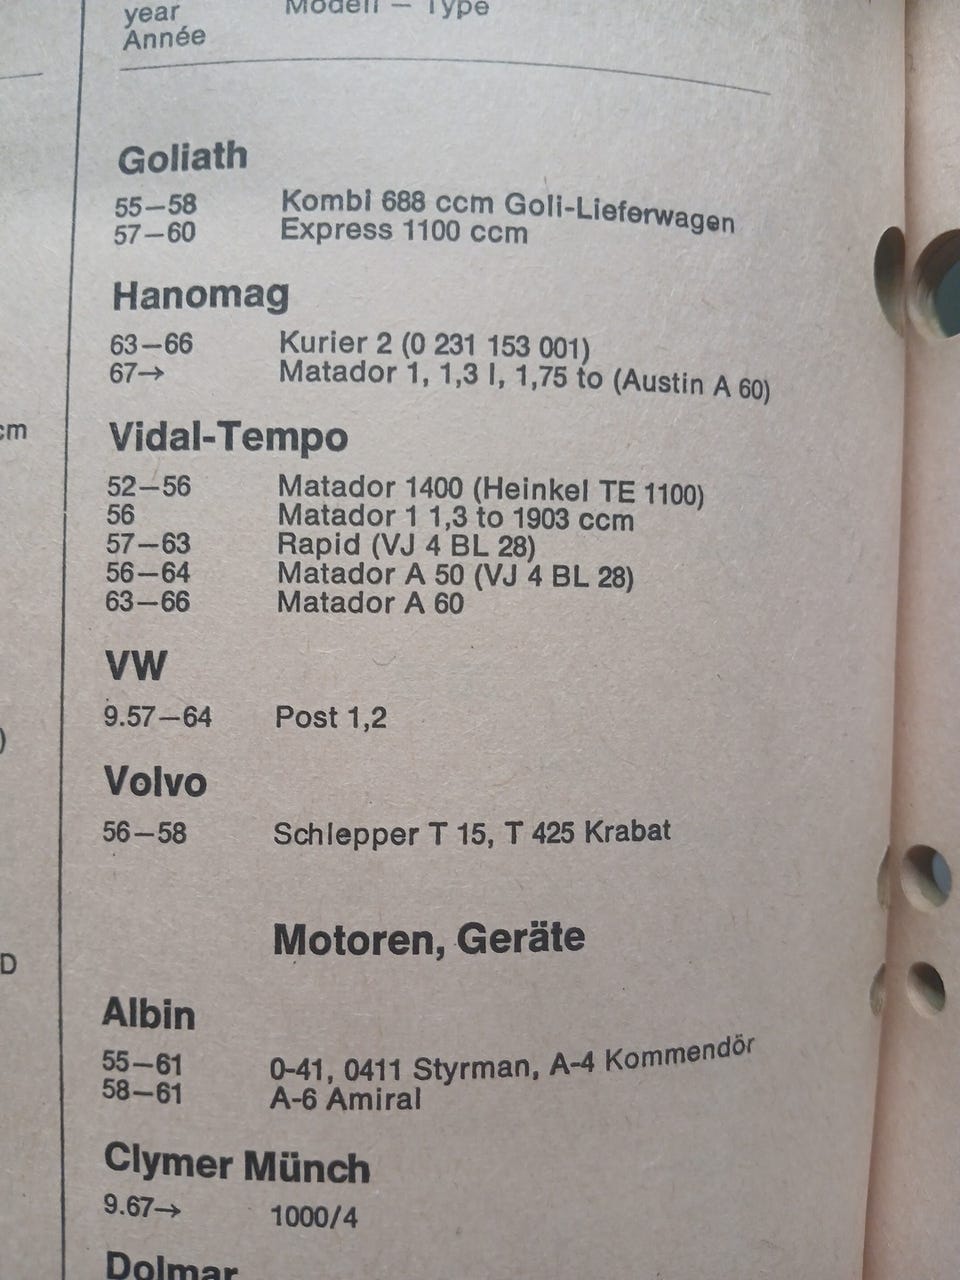 year
Année
Modell — Type
Goliath
55—58 Kombi 688 ccm Goli-Lieferwagen
57—60 Express 1100 ccm
Hanomag
63—66 Kurier 2 (0 231 153 001)
67→ Matador 1, 1,3 l, 1,75 to (Austin A 60)
cm
Vidal-Tempo
52—56 Matador 1400 (Heinkel TE 1100)
56 Matador 1 1,3 to 1903 ccm
57—63 Rapid (VJ 4 BL 28)
56—64 Matador A 50 (VJ 4 BL 28)
63—66 Matador A 60
VW
9.57—64 Post 1,2
)
Volvo
56—58 Schlepper T 15, T 425 Krabat
Motoren, Geräte
D
Albin
55—61 0-41, 0411 Styrman, A-4 Kommendör
58—61 A-6 Amiral
Clymer Münch
9.67→ 1000/4
Dolmar